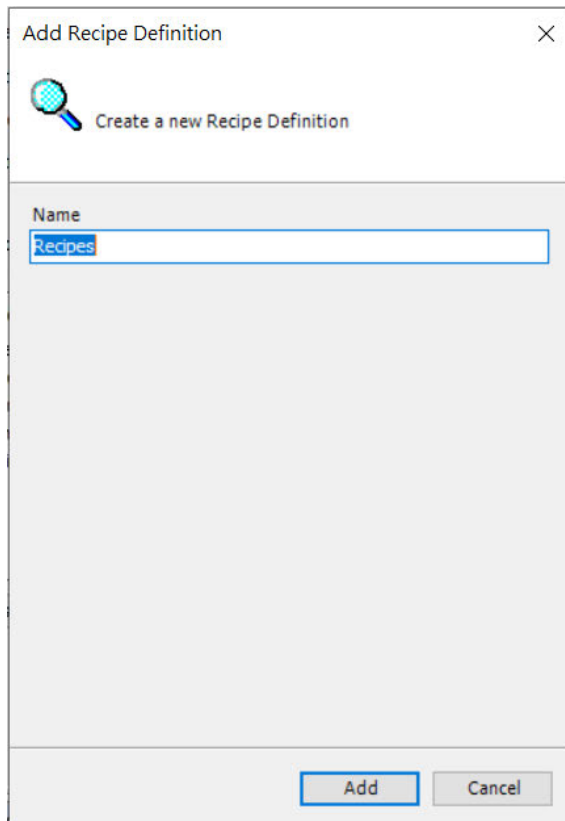 Add Recipe Definition
Create a new Recipe Definition
Name
Recipes
Add Cancel